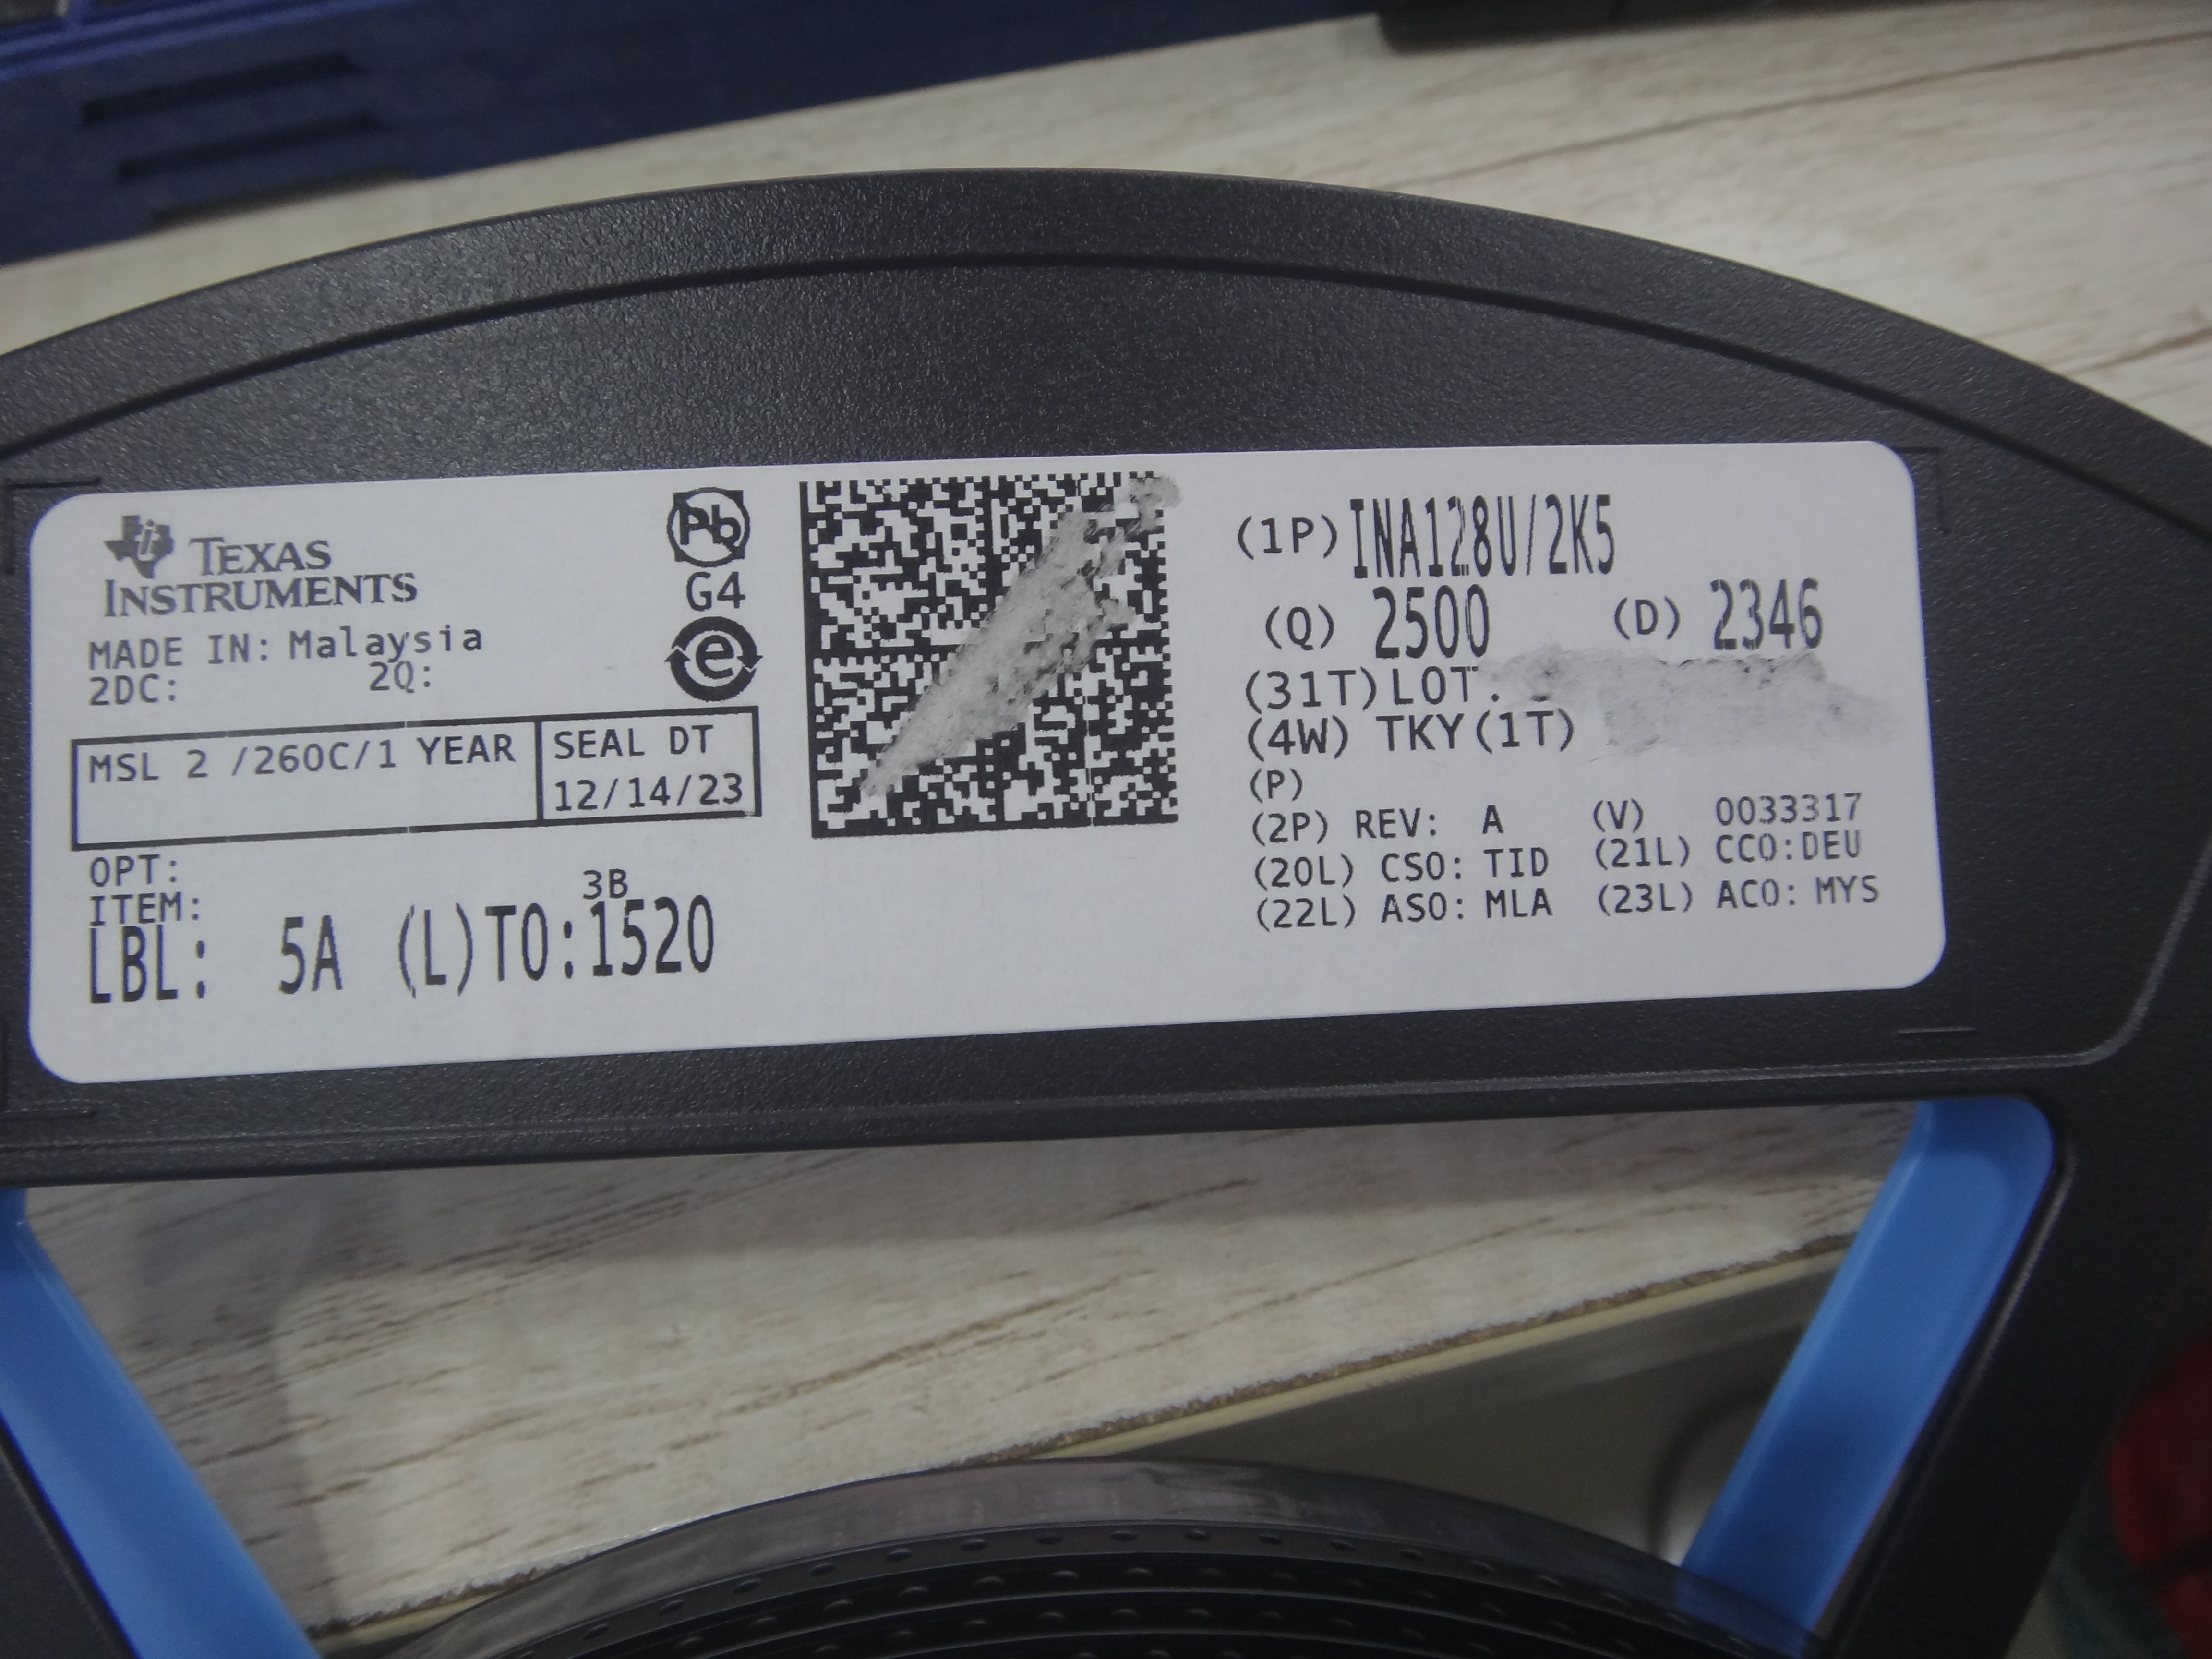 TEXAS
INSTRUMENTS
MADE IN: Malaysia
2DC: 2Q:
Pb
G4
e
MSL 2 /260C/1 YEAR
SEAL DT
12/14/23
OPT:
ITEM:
3B
LBL: 5A (L)TO:1520
(1P) INA128U/2K5
(Q) 2500 (D) 2346
(31T)LOT:
(4W) TKY(1T)
(P)
(2P) REV: A (V) 0033317
(20L) CSO: TID (21L) CCO:DEU
(22L) ASO: MLA (23L) ACO: MYS